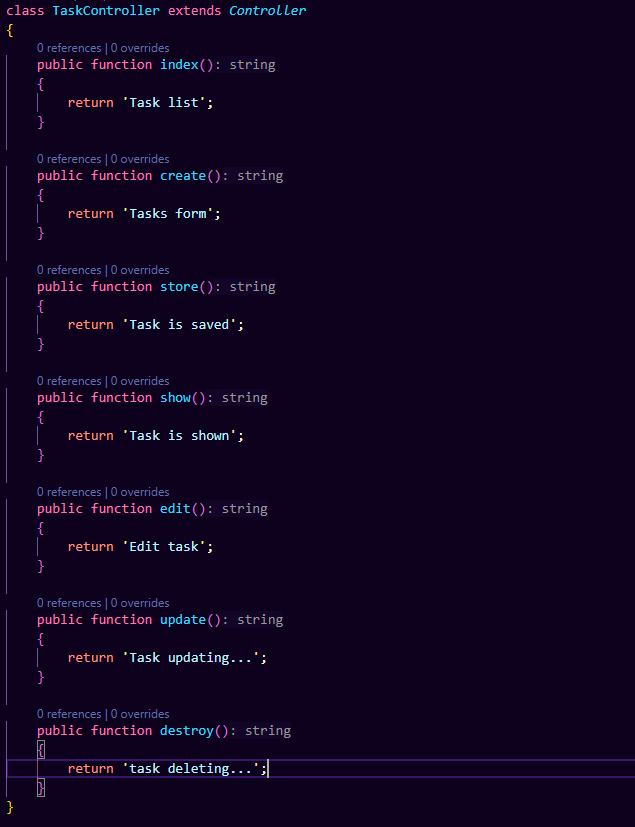 class TaskController extends Controller
{
0 references | 0 overrides
public function index(): string
{
return 'Task list';
}
0 references | 0 overrides
public function create(): string
{
return 'Tasks form';
}
0 references | 0 overrides
public function store(): string
{
return 'Task is saved';
}
0 references | 0 overrides
public function show(): string
{
return 'Task is shown';
}
0 references | 0 overrides
public function edit(): string
{
return 'Edit task';
}
0 references | 0 overrides
public function update(): string
{
return 'Task updating...';
}
0 references | 0 overrides
public function destroy(): string
{
return 'task deleting...';
}
}